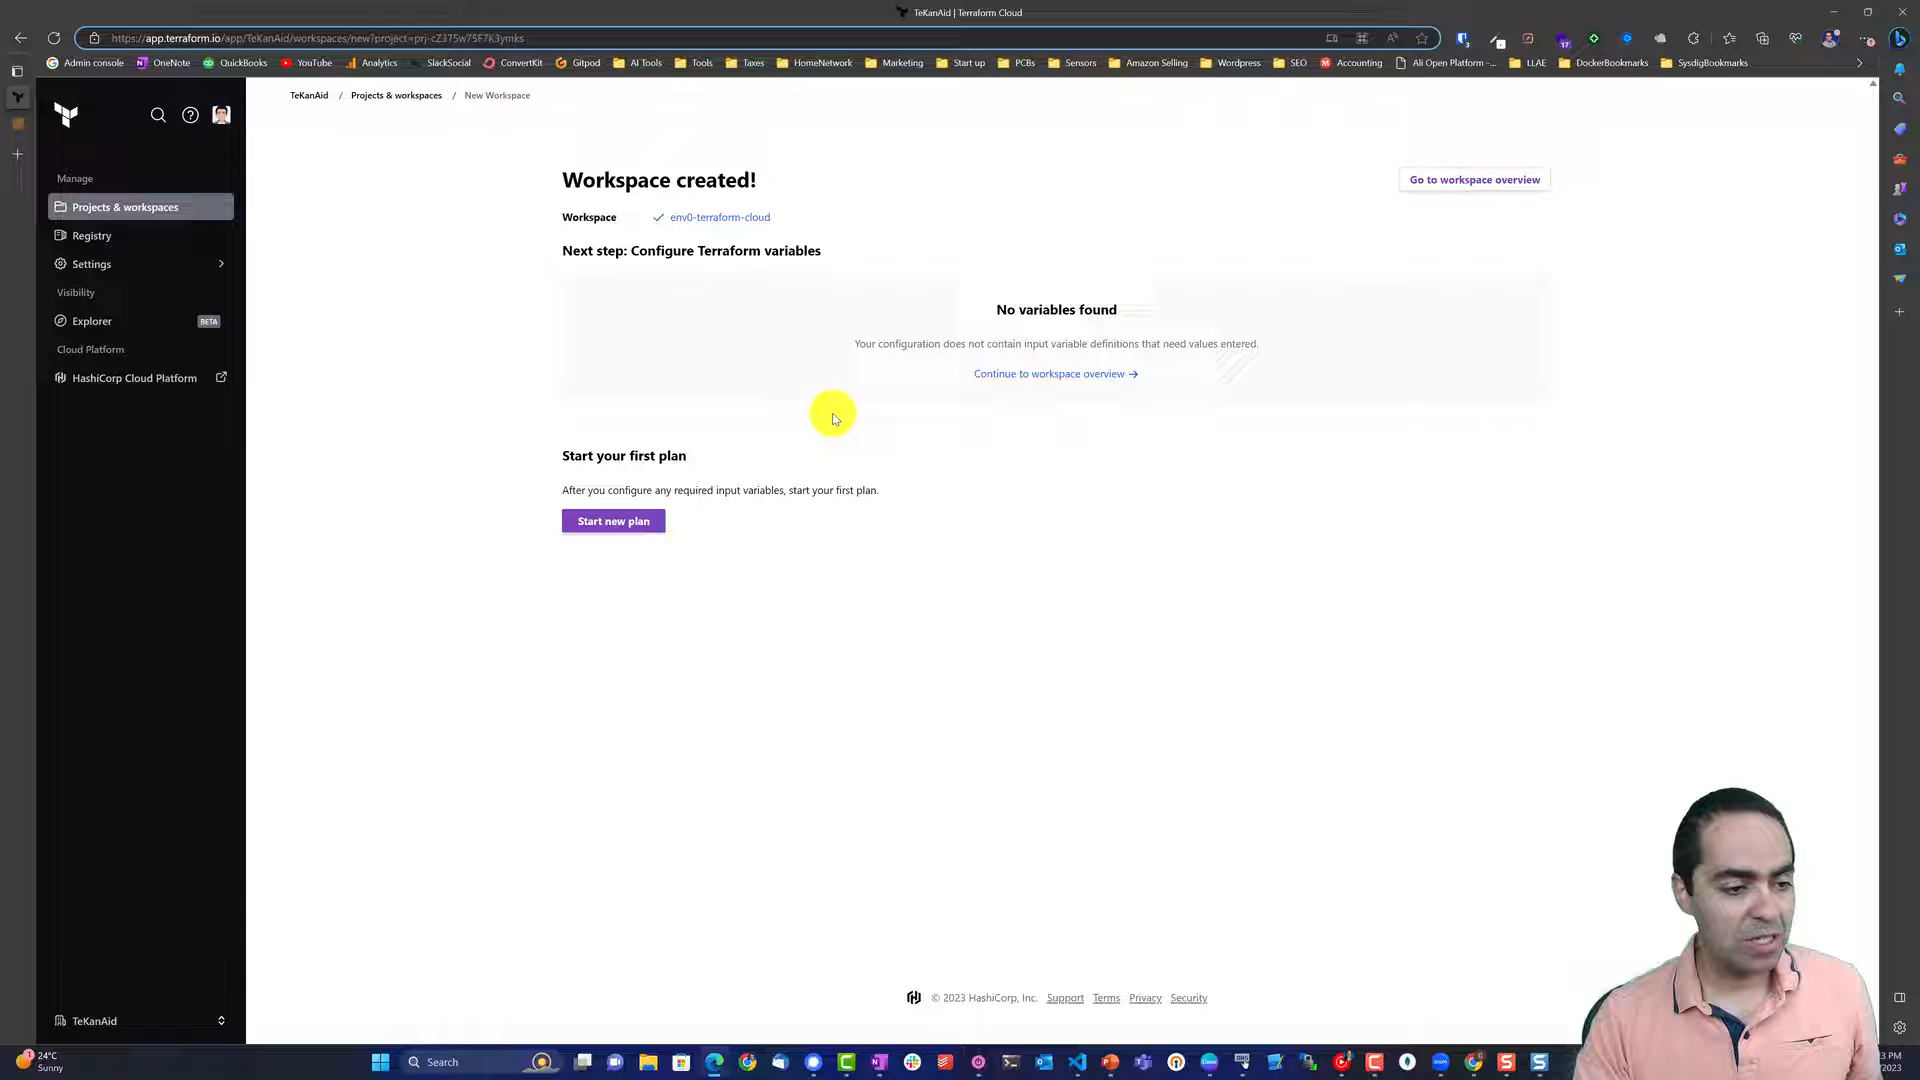 TeKanAid | Terraform Cloud
https://app.terraform.io/app/TeKanAid/workspaces/new?project=prj-cZ375w75F7K3ymks
Admin console OneNote QuickBooks YouTube Analytics SlackSocial ConvertKit Gitpod AI Tools Tools Taxes HomeNetwork Marketing Start up PCBs Sensors Amazon Selling Wordpress SEO Accounting Ali Open Platform -... LLAE DockerBookmarks SysdigBookmarks
TeKanAid / Projects & workspaces / New Workspace
Manage
Projects & workspaces
Registry
Settings
Visibility
Explorer BETA
Cloud Platform
HashiCorp Cloud Platform
TeKanAid
Workspace created!
Go to workspace overview
Workspace env0-terraform-cloud
Next step: Configure Terraform variables
No variables found
Your configuration does not contain input variable definitions that need values entered.
Continue to workspace overview →
Start your first plan
After you configure any required input variables, start your first plan.
Start new plan
© 2023 HashiCorp, Inc. Support Terms Privacy Security
24°C
Sunny
Search